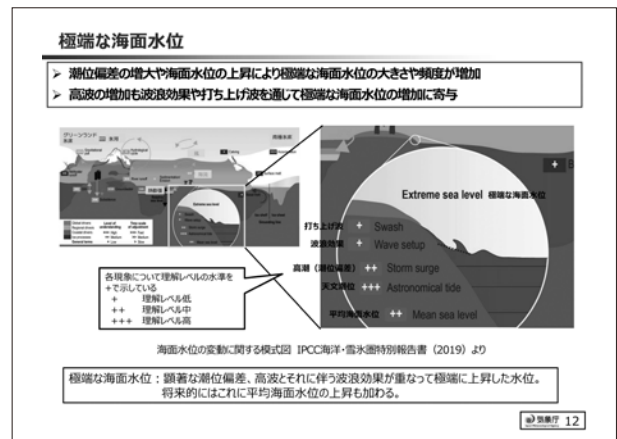 極端な海面水位
➢ 潮位偏差の増大や海面水位の上昇により極端な海面水位の大きさや頻度が増加
➢ 高波の増加も波浪効果や打ち上げ波を通じて極端な海面水位の増加に寄与
グリーンランド
氷床
南極氷床
Extreme sea level
Extreme sea level 極端な海面水位
打ち上げ波 + Swash
波浪効果 + Wave setup
高潮（潮位偏差） ++ Storm surge
天文潮位 +++ Astronomical tide
平均海面水位 ++ Mean sea level
各現象について理解レベルの水準を
+で示している
+ 理解レベル低
++ 理解レベル中
+++ 理解レベル高
海面水位の変動に関する模式図 IPCC海洋・雪氷圏特別報告書（2019）より
極端な海面水位：顕著な潮位偏差、高波とそれに伴う波浪効果が重なって極端に上昇した水位。
将来的にはこれに平均海面水位の上昇も加わる。
気象庁 12